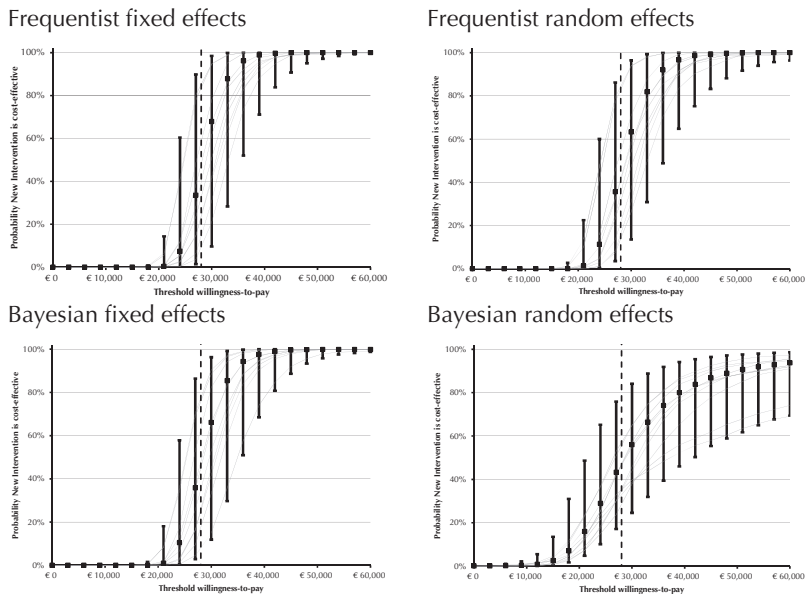 Frequentist fixed effects
Frequentist random effects
Probability New Intervention is cost-effective
100%
80%
60%
40%
20%
0%
€ 0 € 10,000 € 20,000 € 30,000 € 40,000 € 50,000 € 60,000
Threshold willingness-to-pay
Probability New Intervention is cost-effective
100%
80%
60%
40%
20%
0%
€ 0 € 10,000 € 20,000 € 30,000 € 40,000 € 50,000 € 60,000
Threshold willingness-to-pay
Bayesian fixed effects
Bayesian random effects
Probability New Intervention is cost-effective
100%
80%
60%
40%
20%
0%
€ 0 € 10,000 € 20,000 € 30,000 € 40,000 € 50,000 € 60,000
Threshold willingness-to-pay
Probability New Intervention is cost-effective
100%
80%
60%
40%
20%
0%
€ 0 € 10,000 € 20,000 € 30,000 € 40,000 € 50,000 € 60,000
Threshold willingness-to-pay